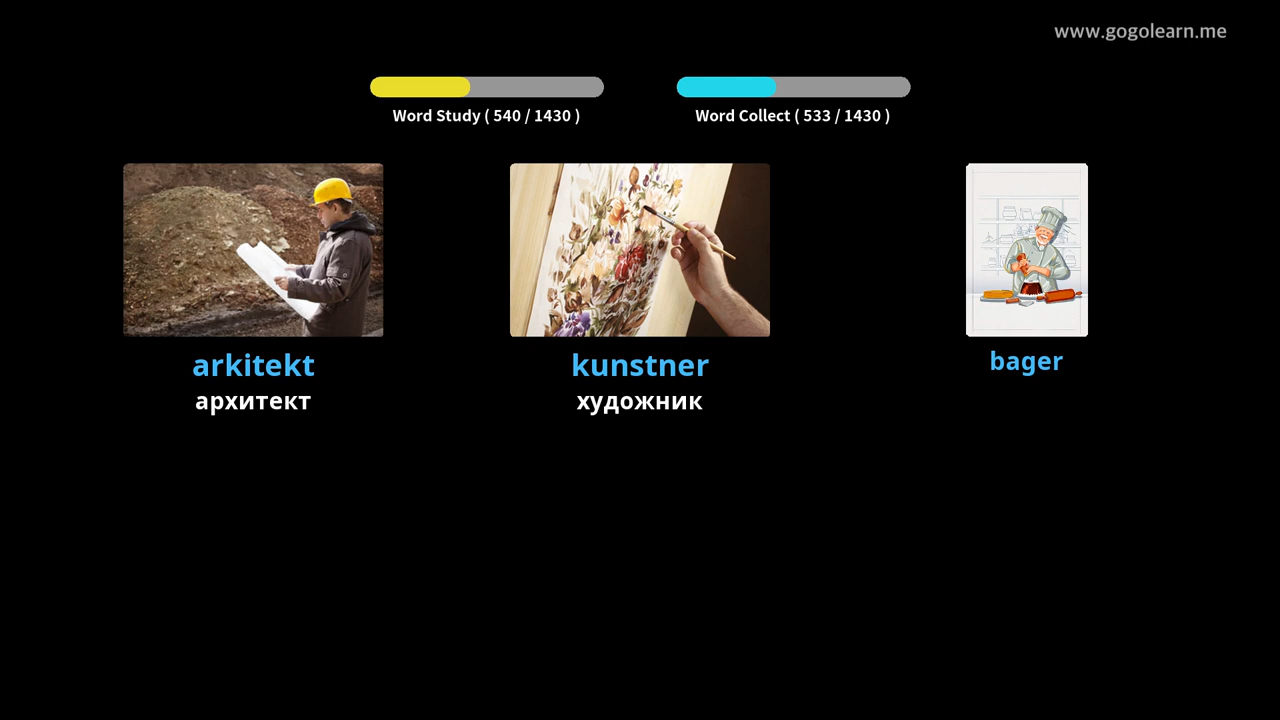 www.gogolearn.me
Word Study ( 540 / 1430 )
Word Collect ( 533 / 1430 )
arkitekt
архитект
kunstner
художник
bager